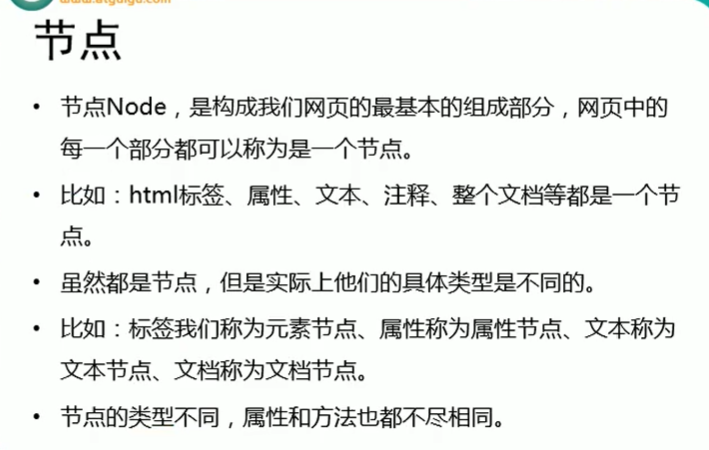 www.atguigu.com
节点
• 节点Node，是构成我们网页的最基本的组成部分，网页中的
每一个部分都可以称为是一个节点。
• 比如：html标签、属性、文本、注释、整个文档等都是一个节
点。
• 虽然都是节点，但是实际上他们的具体类型是不同的。
• 比如：标签我们称为元素节点、属性称为属性节点、文本称为
文本节点、文档称为文档节点。
• 节点的类型不同，属性和方法也都不尽相同。